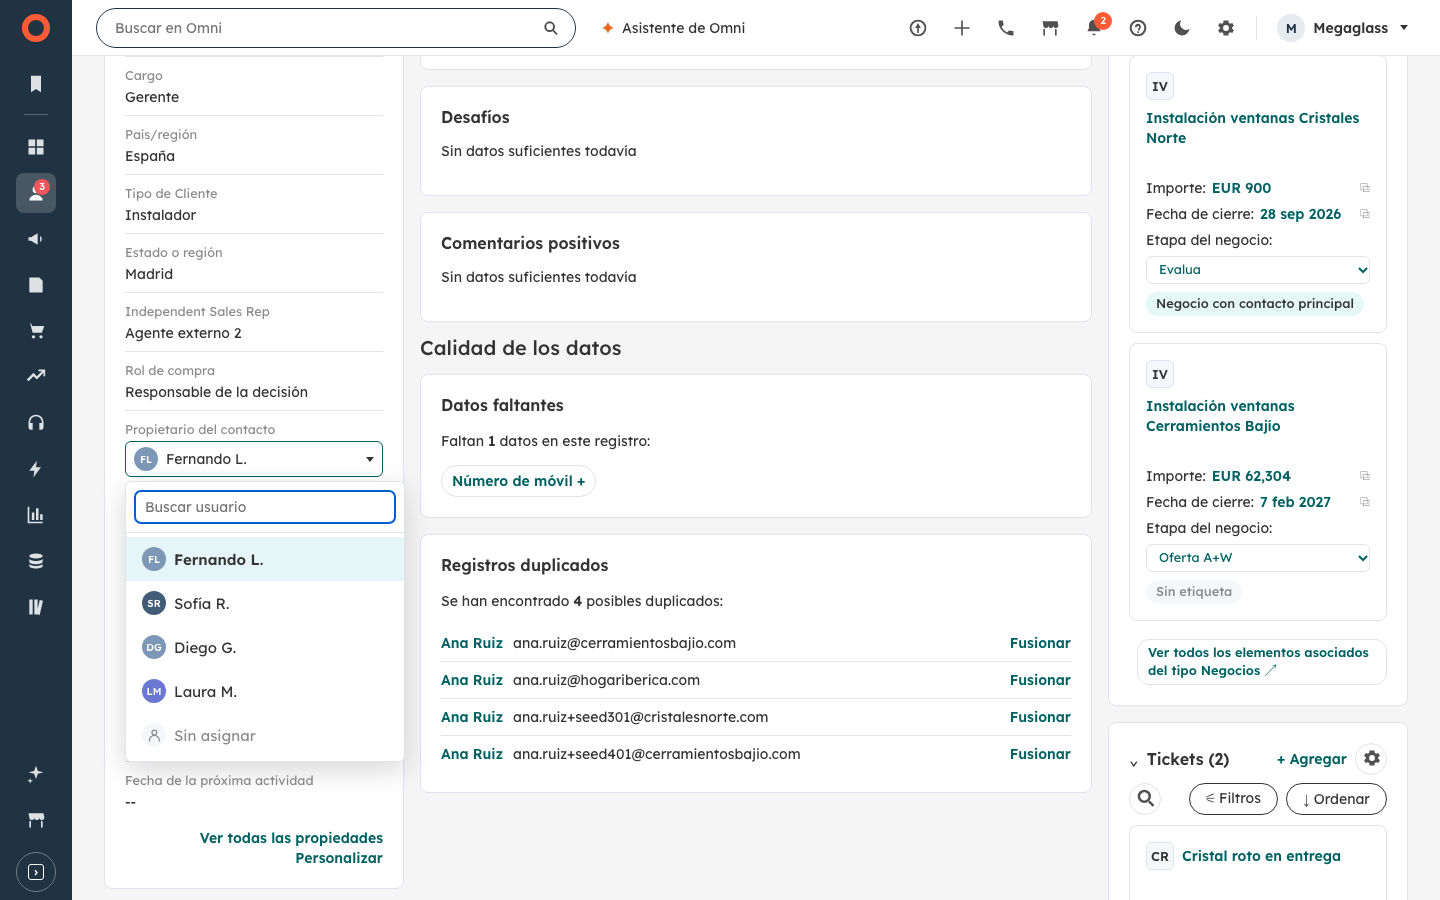 Buscar en Omni
Asistente de Omni
2
M
Megaglass
3
Cargo
Gerente
País/región
España
Tipo de Cliente
Instalador
Estado o región
Madrid
Independent Sales Rep
Agente externo 2
Rol de compra
Responsable de la decisión
Propietario del contacto
FL
Fernando L.
Buscar usuario
FL
Fernando L.
SR
Sofía R.
DG
Diego G.
LM
Laura M.
Sin asignar
Fecha de la próxima actividad
--
Ver todas las propiedades
Personalizar
Desafíos
Sin datos suficientes todavía
Comentarios positivos
Sin datos suficientes todavía
Calidad de los datos
Datos faltantes
Faltan 1 datos en este registro:
Número de móvil +
Registros duplicados
Se han encontrado 4 posibles duplicados:
Ana Ruiz ana.ruiz@cerramientosbajio.com Fusionar
Ana Ruiz ana.ruiz@hogariberica.com Fusionar
Ana Ruiz ana.ruiz+seed301@cristalesnorte.com Fusionar
Ana Ruiz ana.ruiz+seed401@cerramientosbajio.com Fusionar
IV
Instalación ventanas Cristales
Norte
Importe: EUR 900
Fecha de cierre: 28 sep 2026
Etapa del negocio:
Evalua
Negocio con contacto principal
IV
Instalación ventanas
Cerramientos Bajío
Importe: EUR 62,304
Fecha de cierre: 7 feb 2027
Etapa del negocio:
Oferta A+W
Sin etiqueta
Ver todos los elementos asociados
del tipo Negocios ↗
Tickets (2)
+ Agregar
Filtros
↓ Ordenar
CR
Cristal roto en entrega